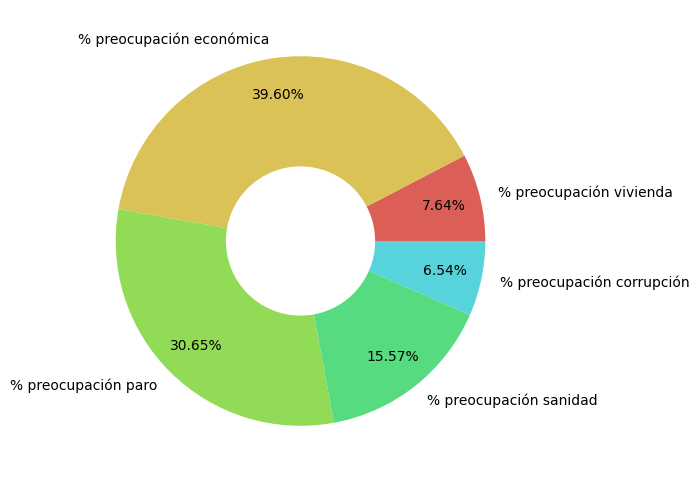 % preocupación económica
39.60%
% preocupación vivienda
7.64%
6.54%
% preocupación corrupción
30.65%
15.57%
% preocupación paro
% preocupación sanidad